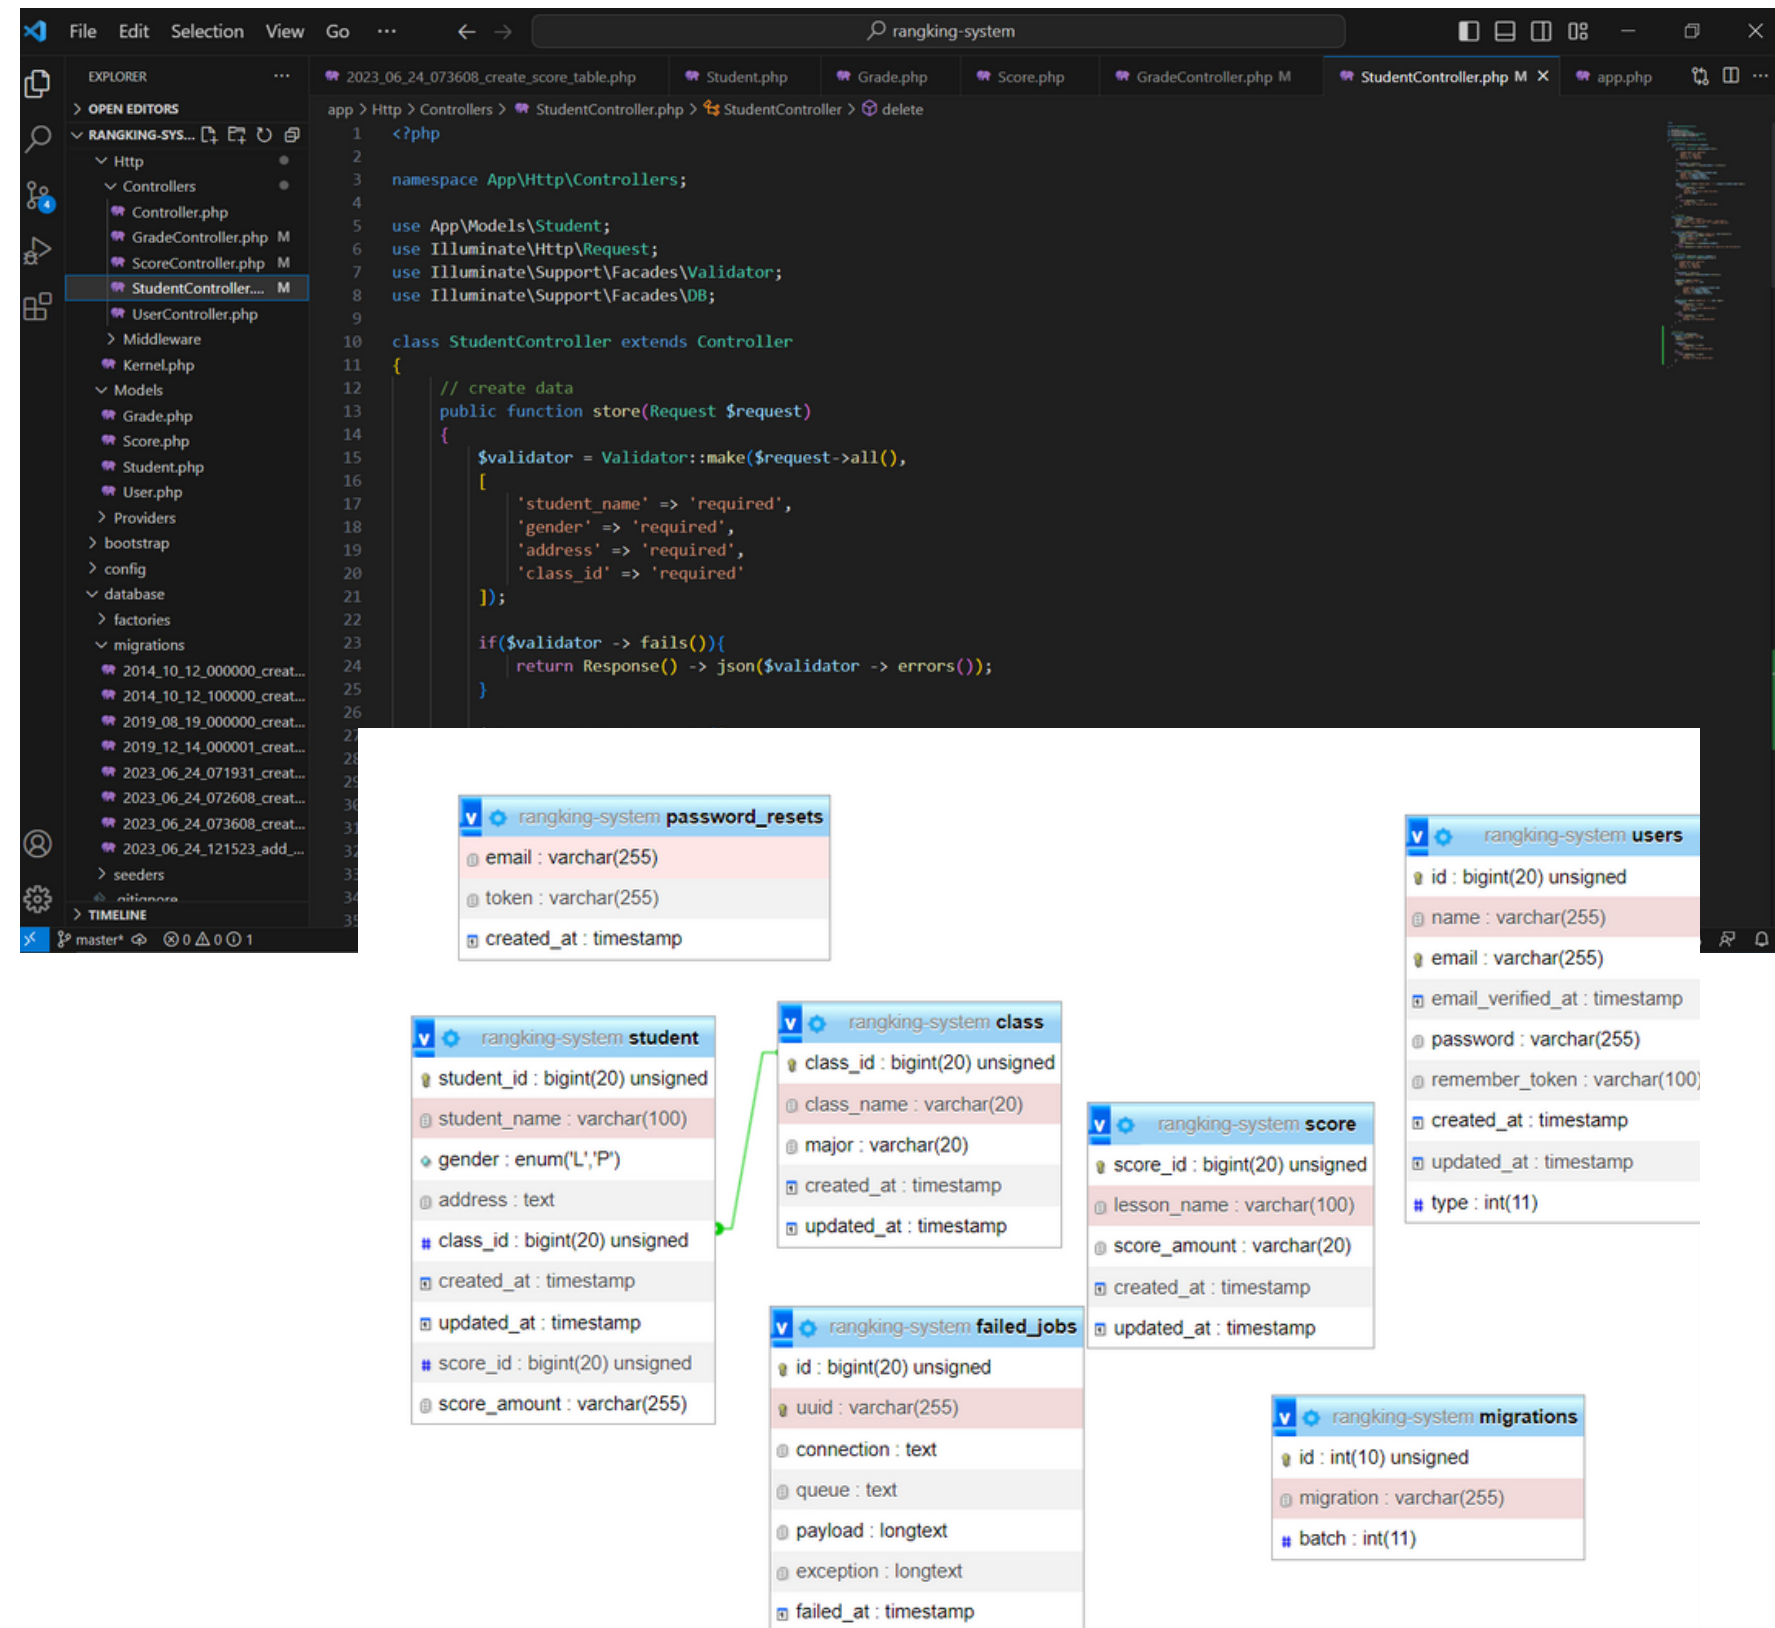 File Edit Selection View Go ··· rangking-system
EXPLORER
OPEN EDITORS
RANGKING-SYS...
Http
Controllers
Controller.php
GradeController.php M
ScoreController.php M
StudentController.... M
UserController.php
Middleware
Kernel.php
Models
Grade.php
Score.php
Student.php
User.php
Providers
bootstrap
config
database
factories
migrations
2014_10_12_000000_creat...
2014_10_12_100000_creat...
2019_08_19_000000_creat...
2019_12_14_000001_creat...
2023_06_24_071931_creat...
2023_06_24_072608_creat...
2023_06_24_073608_creat...
2023_06_24_121523_add_...
seeders
TIMELINE
master* 0 0 1
2023_06_24_073608_create_score_table.php Student.php Grade.php Score.php GradeController.php M StudentController.php M app.php
app > Http > Controllers > StudentController.php > StudentController > delete
1 <?php
2
3 namespace App\Http\Controllers;
4
5 use App\Models\Student;
6 use Illuminate\Http\Request;
7 use Illuminate\Support\Facades\Validator;
8 use Illuminate\Support\Facades\DB;
9
10 class StudentController extends Controller
11 {
12 // create data
13 public function store(Request $request)
14 {
15 $validator = Validator::make($request->all(),
16 [
17 'student_name' => 'required',
18 'gender' => 'required',
19 'address' => 'required',
20 'class_id' => 'required'
21 ]);
22
23 if($validator -> fails()){
24 return Response() -> json($validator -> errors());
25 }
26
27
28
29
30
31
32
33
34
35
rangking-system password_resets
email : varchar(255)
token : varchar(255)
created_at : timestamp
rangking-system users
id : bigint(20) unsigned
name : varchar(255)
email : varchar(255)
email_verified_at : timestamp
password : varchar(255)
remember_token : varchar(100)
created_at : timestamp
updated_at : timestamp
type : int(11)
rangking-system student
student_id : bigint(20) unsigned
student_name : varchar(100)
gender : enum('L','P')
address : text
class_id : bigint(20) unsigned
created_at : timestamp
updated_at : timestamp
score_id : bigint(20) unsigned
score_amount : varchar(255)
rangking-system class
class_id : bigint(20) unsigned
class_name : varchar(20)
major : varchar(20)
created_at : timestamp
updated_at : timestamp
rangking-system score
score_id : bigint(20) unsigned
lesson_name : varchar(100)
score_amount : varchar(20)
created_at : timestamp
updated_at : timestamp
rangking-system failed_jobs
id : bigint(20) unsigned
uuid : varchar(255)
connection : text
queue : text
payload : longtext
exception : longtext
failed_at : timestamp
rangking-system migrations
id : int(10) unsigned
migration : varchar(255)
batch : int(11)